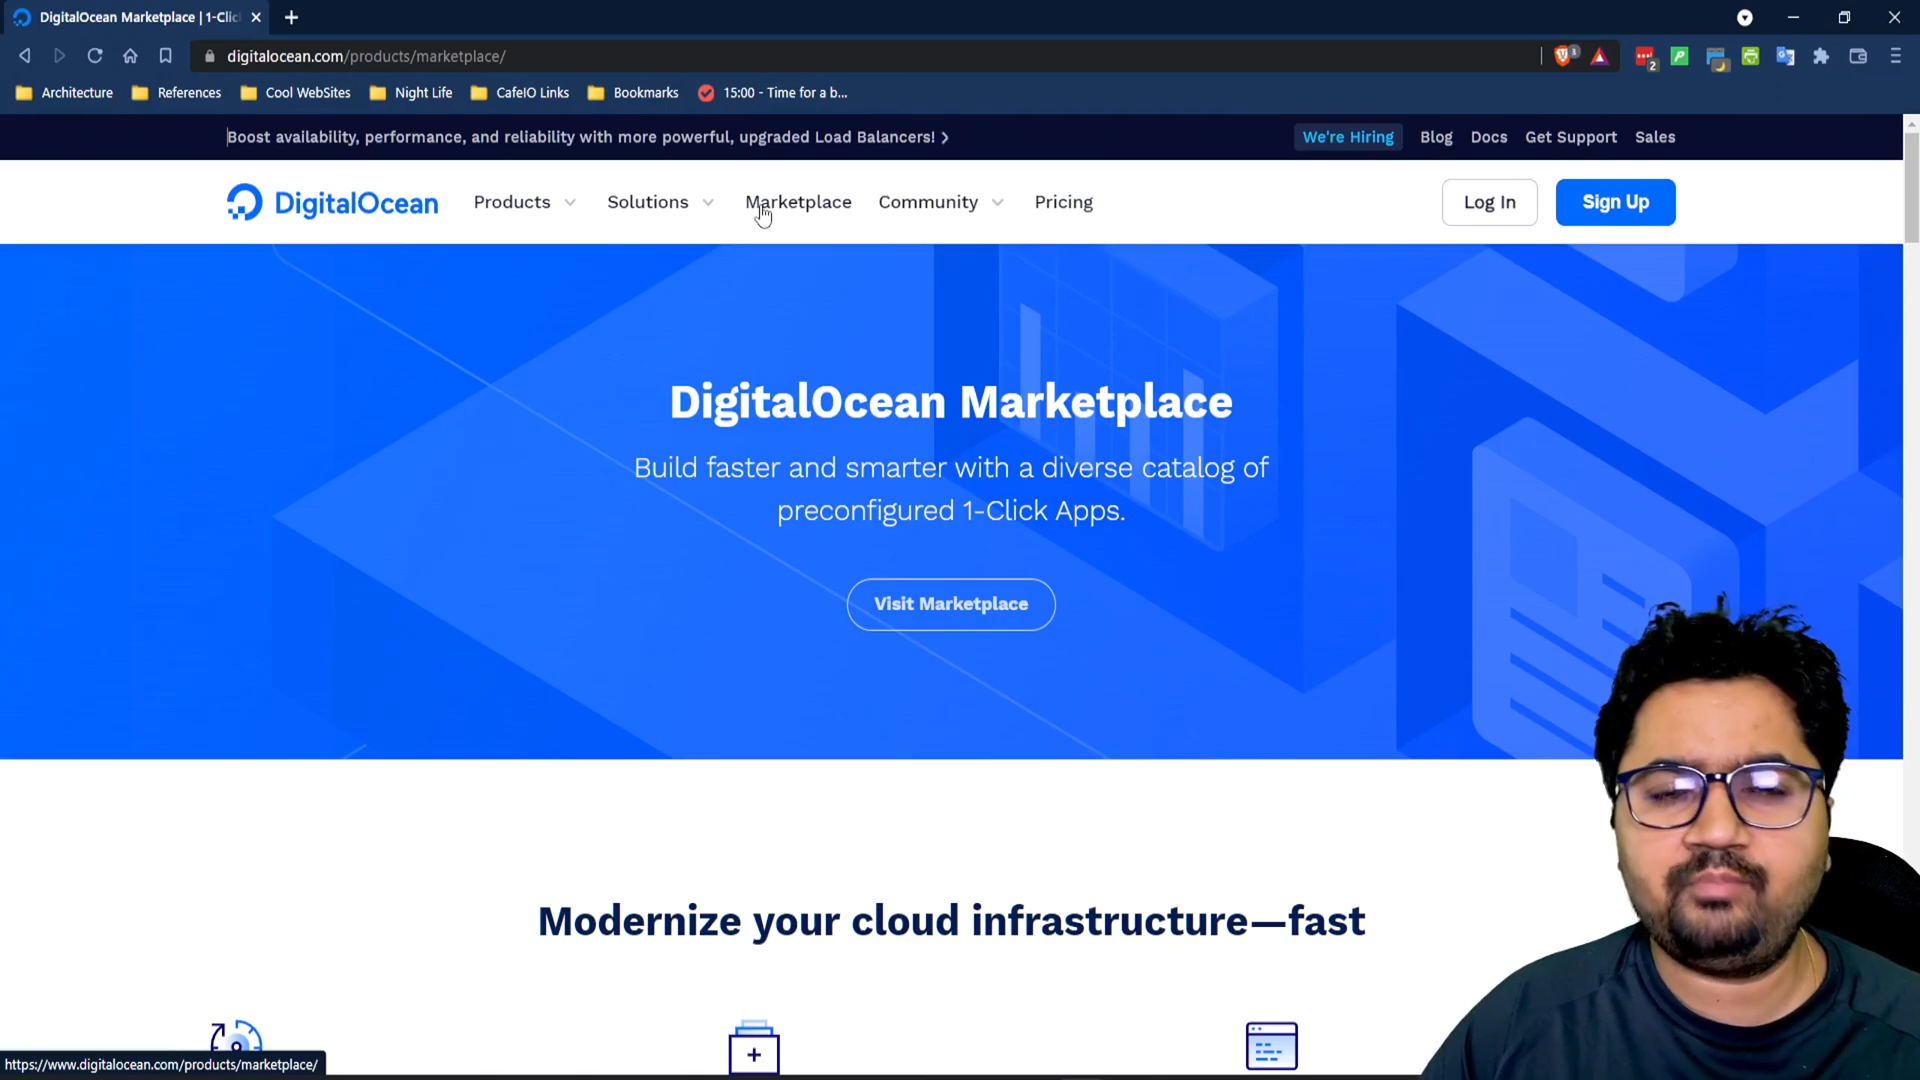 DigitalOcean Marketplace | 1-Clic
digitalocean.com/products/marketplace/
1
2
Architecture
References
Cool WebSites
Night Life
CafeIO Links
Bookmarks
15:00 - Time for a b...
Boost availability, performance, and reliability with more powerful, upgraded Load Balancers!
We're Hiring
Blog
Docs
Get Support
Sales
DigitalOcean
Products
Solutions
Marketplace
Community
Pricing
Log In
Sign Up
DigitalOcean Marketplace
Build faster and smarter with a diverse catalog of
preconfigured 1-Click Apps.
Visit Marketplace
Modernize your cloud infrastructure—fast
https://www.digitalocean.com/products/marketplace/